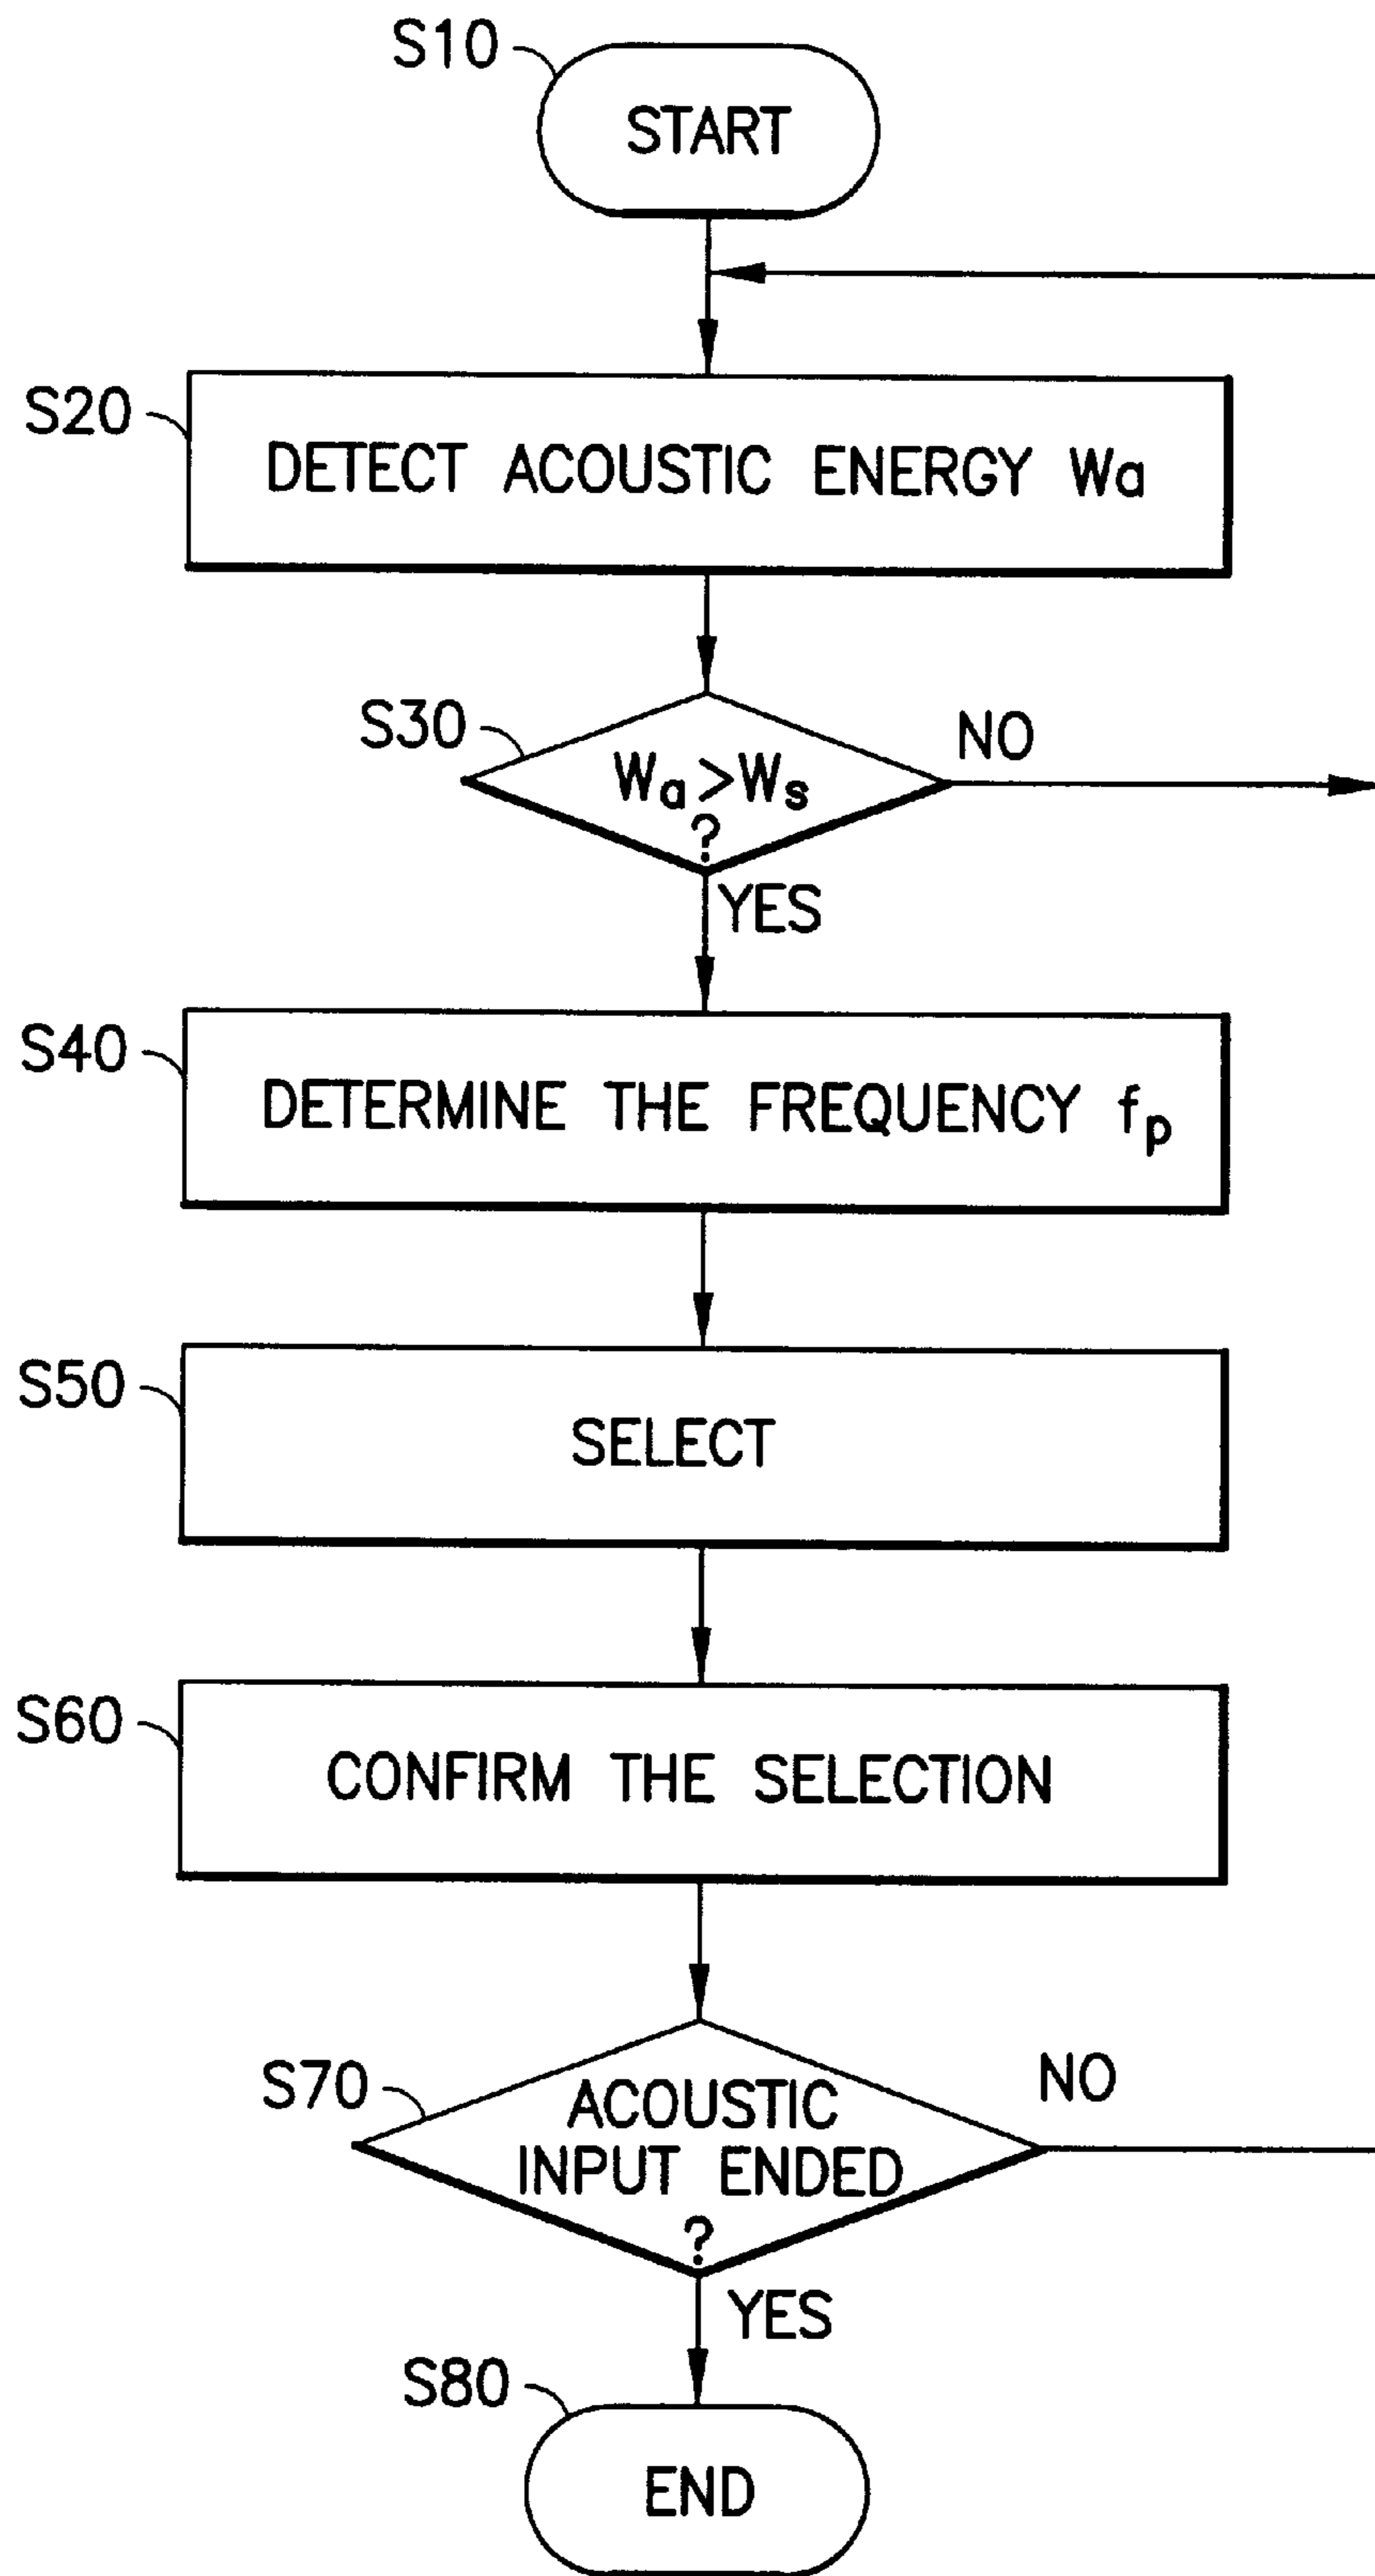 S10
START
S20
DETECT ACOUSTIC ENERGY Wa
S30
Wa>Ws
?
NO
YES
S40
DETERMINE THE FREQUENCY fp
S50
SELECT
S60
CONFIRM THE SELECTION
S70
ACOUSTIC
INPUT ENDED
?
NO
YES
S80
END